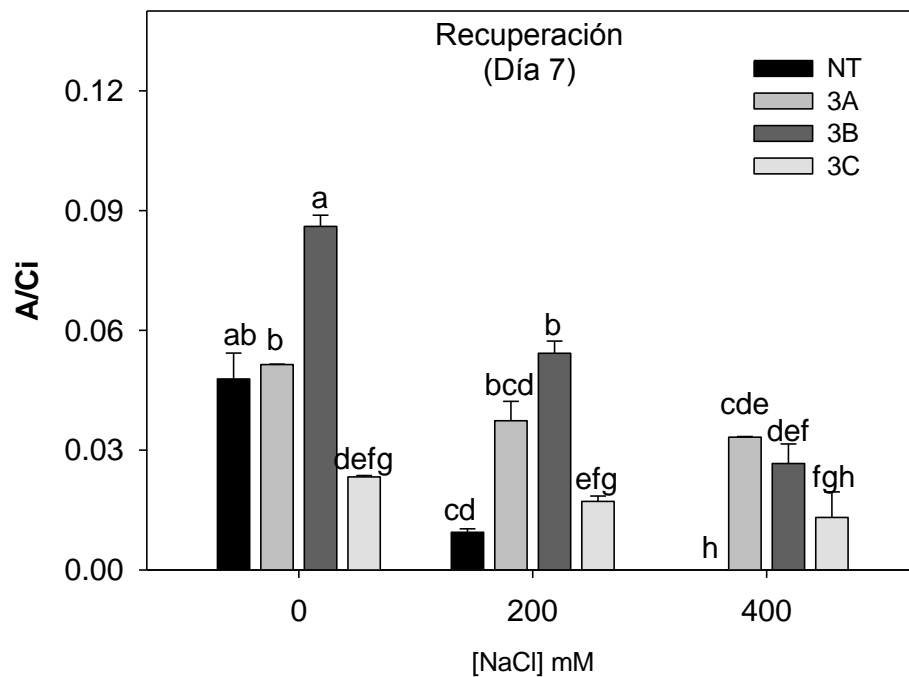 Recuperación
(Día 7)
NT
3A
3B
3C
A/Ci
0.12
0.09
0.06
0.03
0.00
ab
b
a
defg
cd
bcd
b
efg
h
cde
def
fgh
0
200
400
[NaCl] mM